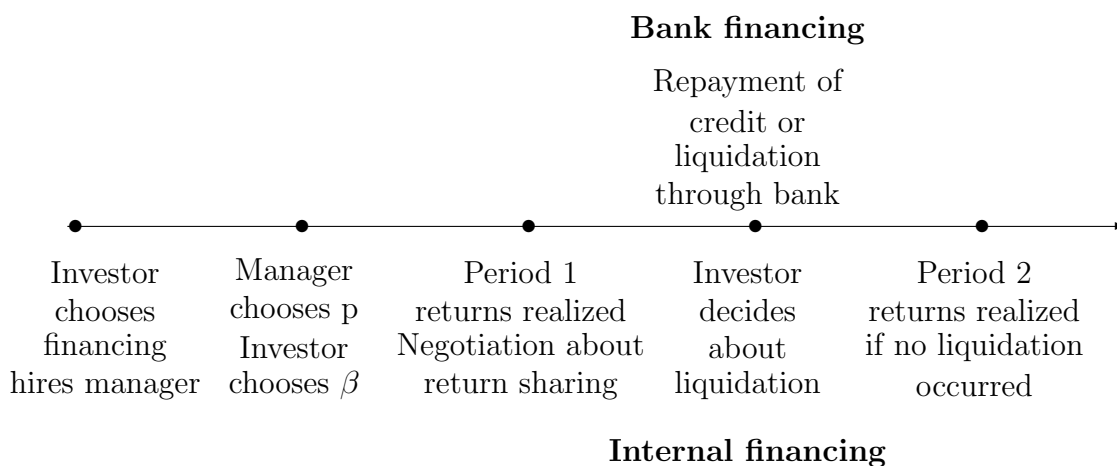 Bank financing
Repayment of
credit or
liquidation
through bank
Investor
chooses
financing
hires manager
Manager
chooses p
Investor
chooses β
Period 1
returns realized
Negotiation about
return sharing
Investor
decides
about
liquidation
Period 2
returns realized
if no liquidation
occurred
Internal financing